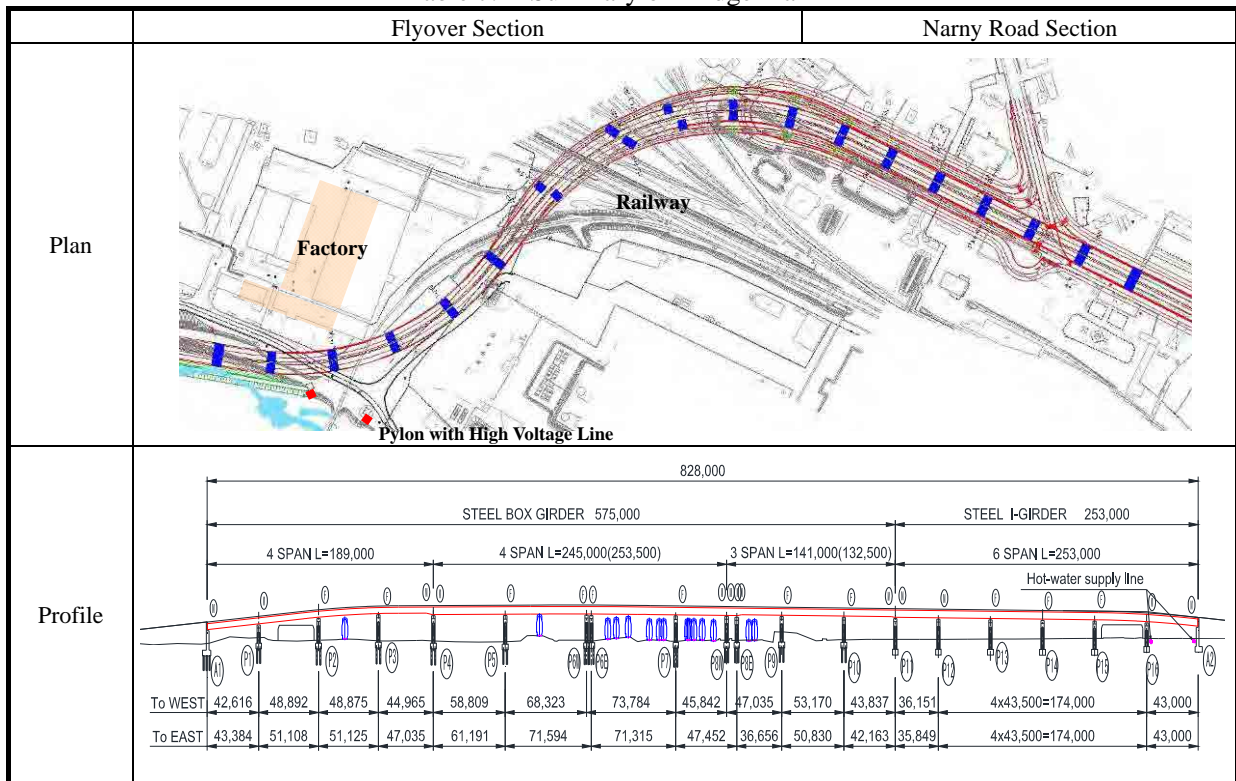 Flyover Section
Narny Road Section
Plan
Factory
Railway
Pylon with High Voltage Line
Profile
828,000
STEEL BOX GIRDER 575,000
STEEL I-GIRDER 253,000
4 SPAN L=189,000
4 SPAN L=245,000(253,500)
3 SPAN L=141,000(132,500)
6 SPAN L=253,000
Hot-water supply line
A1 P1 P2 P3 P4 P5 P6W P6E P7 P8W P8E P9 P10 P11 P12 P13 P14 P15 P16 A2
To WEST 42,616 48,892 48,875 44,965 58,809 68,323 73,784 45,842 47,035 53,170 43,837 36,151 4x43,500=174,000 43,000
To EAST 43,384 51,108 51,125 47,035 61,191 71,594 71,315 47,452 36,656 50,830 42,163 35,849 4x43,500=174,000 43,000